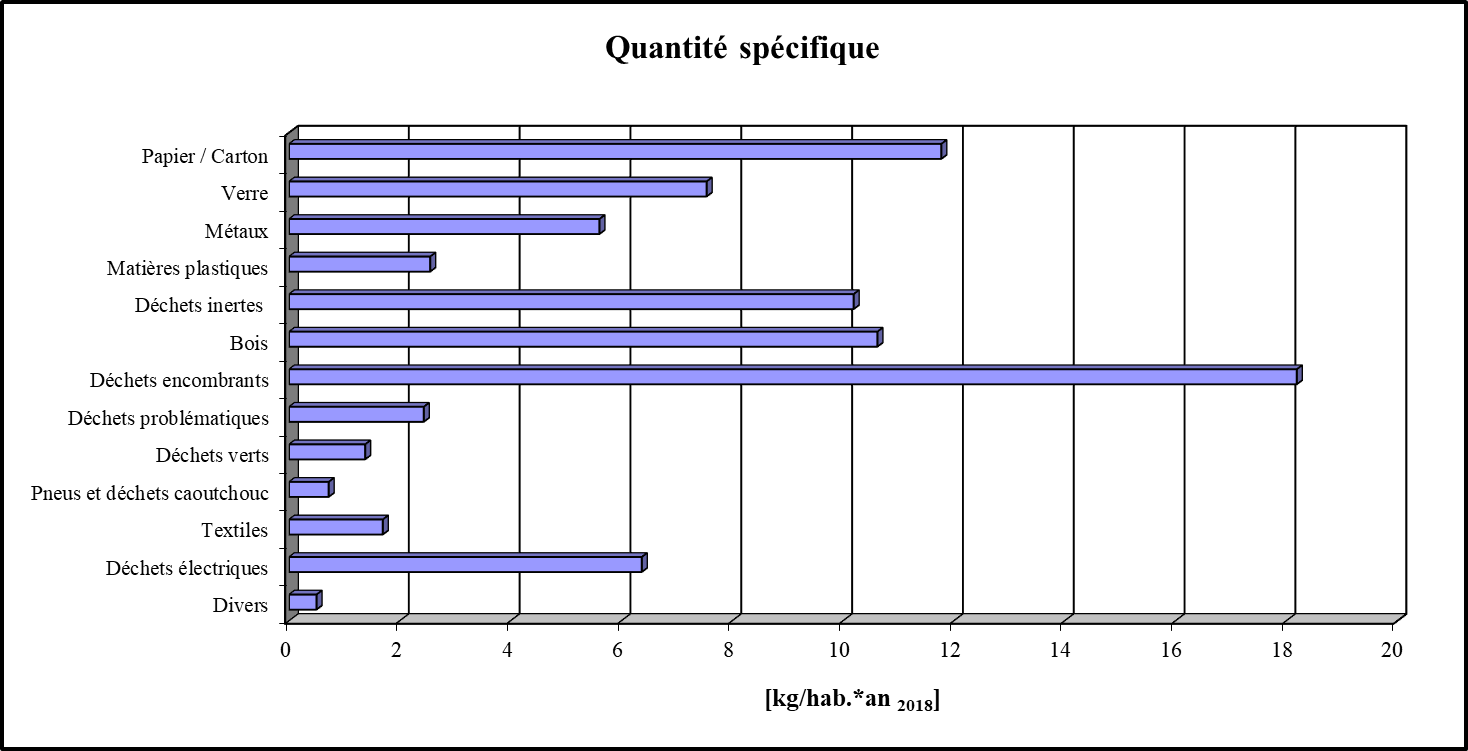 Quantité spécifique
Papier / Carton
Verre
Métaux
Matières plastiques
Déchets inertes
Bois
Déchets encombrants
Déchets problématiques
Déchets verts
Pneus et déchets caoutchouc
Textiles
Déchets électriques
Divers
0 2 4 6 8 10 12 14 16 18 20
[kg/hab.*an 2018]